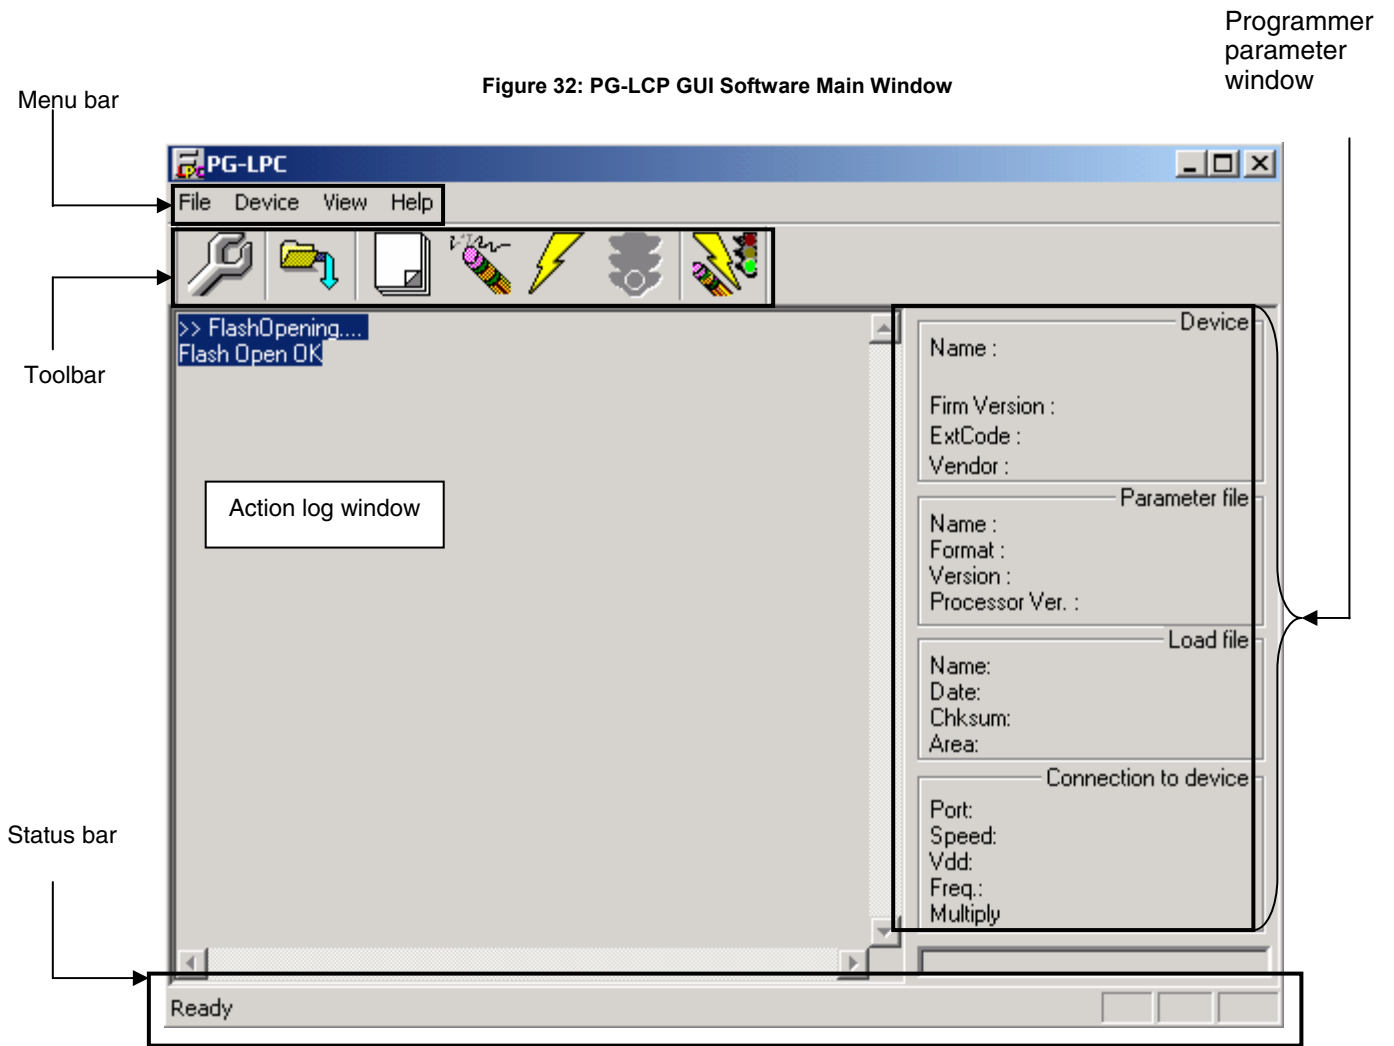 Programmer
parameter
window
Figure 32: PG-LCP GUI Software Main Window
Menu bar
PG-LPC
File Device View Help
Toolbar
>> FlashOpening....
Flash Open OK
Action log window
Device
Name :
Firm Version :
ExtCode :
Vendor :
Parameter file
Name :
Format :
Version :
Processor Ver. :
Load file
Name:
Date:
Chksum:
Area:
Connection to device
Port:
Speed:
Vdd:
Freq.:
Multiply
Status bar
Ready